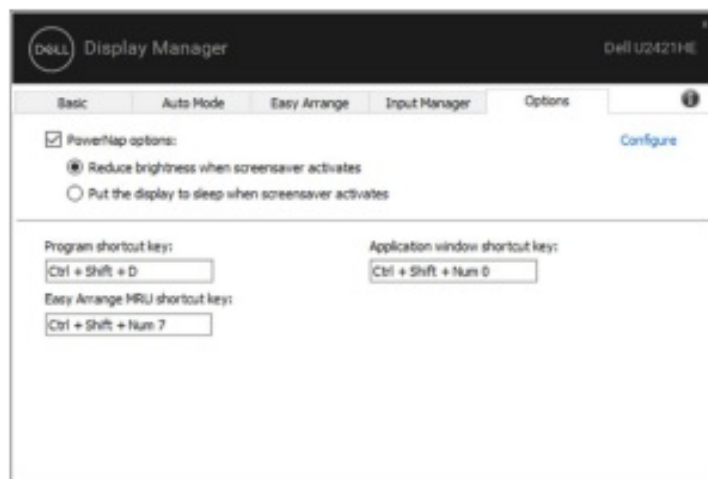 DELL Display Manager
Dell U2421HE
Basic Auto Mode Easy Arrange Input Manager Options
PowerNap options:
Configure
Reduce brightness when screensaver activates
Put the display to sleep when screensaver activates
Program shortcut key:
Application window shortcut key:
Ctrl + Shift + D
Ctrl + Shift + Num 0
Easy Arrange MRU shortcut key:
Ctrl + Shift + Num 7